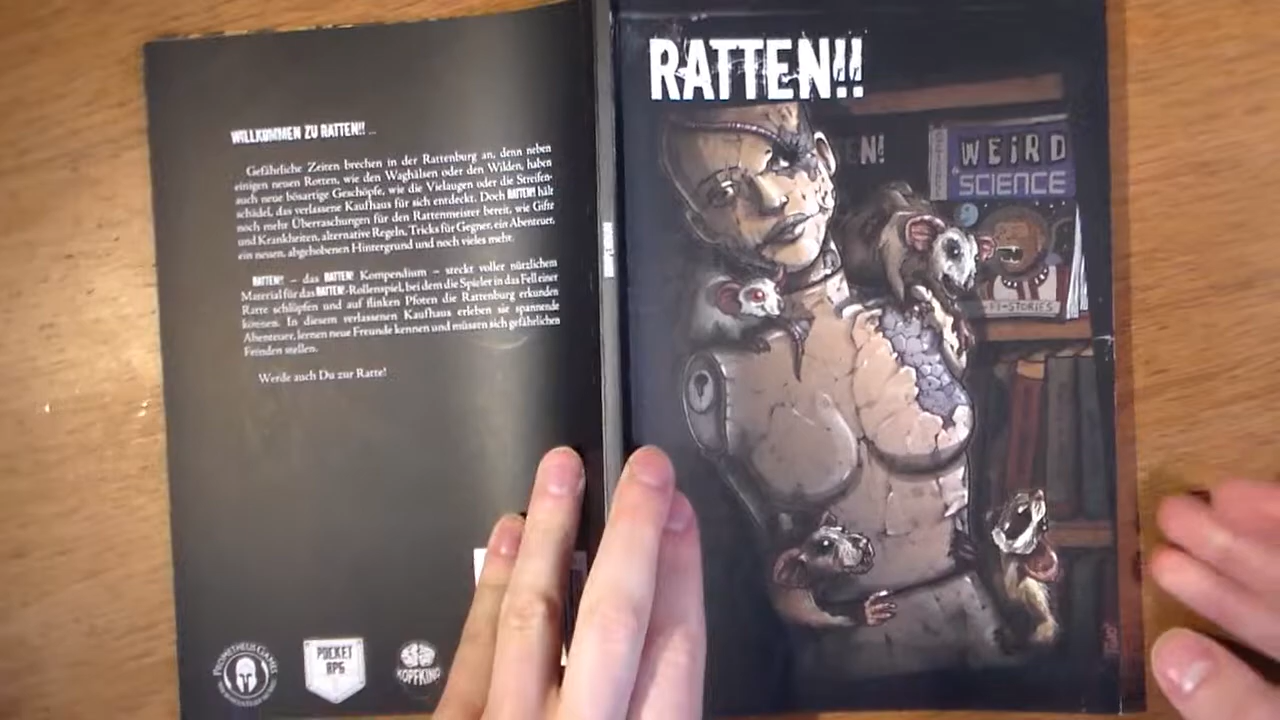 WILLKOMMEN ZU RATTEN!! ...
Gefährliche Zeiten brechen in der Rattenburg an, denn neben
einigen neuen Rotten, wie den Waghälsen oder den Wilden, haben
auch neue bösartige Geschöpfe, wie die Vielaugen oder die Streifen-
schädel, das verlassene Kaufhaus für sich entdeckt. Doch RATTEN!! hält
noch mehr Überraschungen für den Rattenmeister bereit, wie Gifte
und Krankheiten, alternative Regeln, Tricks für Gegner, ein Abenteuer,
ein neuen, abgehobenen Hintergrund und noch vieles mehr.
RATTEN!! – das RATTEN! Kompendium – steckt voller nützlichem
Material für das RATTEN!-Rollenspiel, bei dem die Spieler in das Fell einer
Ratte schlüpfen und auf flinken Pfoten die Rattenburg erkunden
können. In diesem verlassenen Kaufhaus erleben sie spannende
Abenteuer, lernen neue Freunde kennen und müssen sich gefährlichen
Feinden stellen.
Werde auch Du zur Ratte!
PROMETHEUS GAMES
POCKET
RPG
KOPFKINO
RATTEN!!
EN!
WEIRD
SCIENCE
STORIES